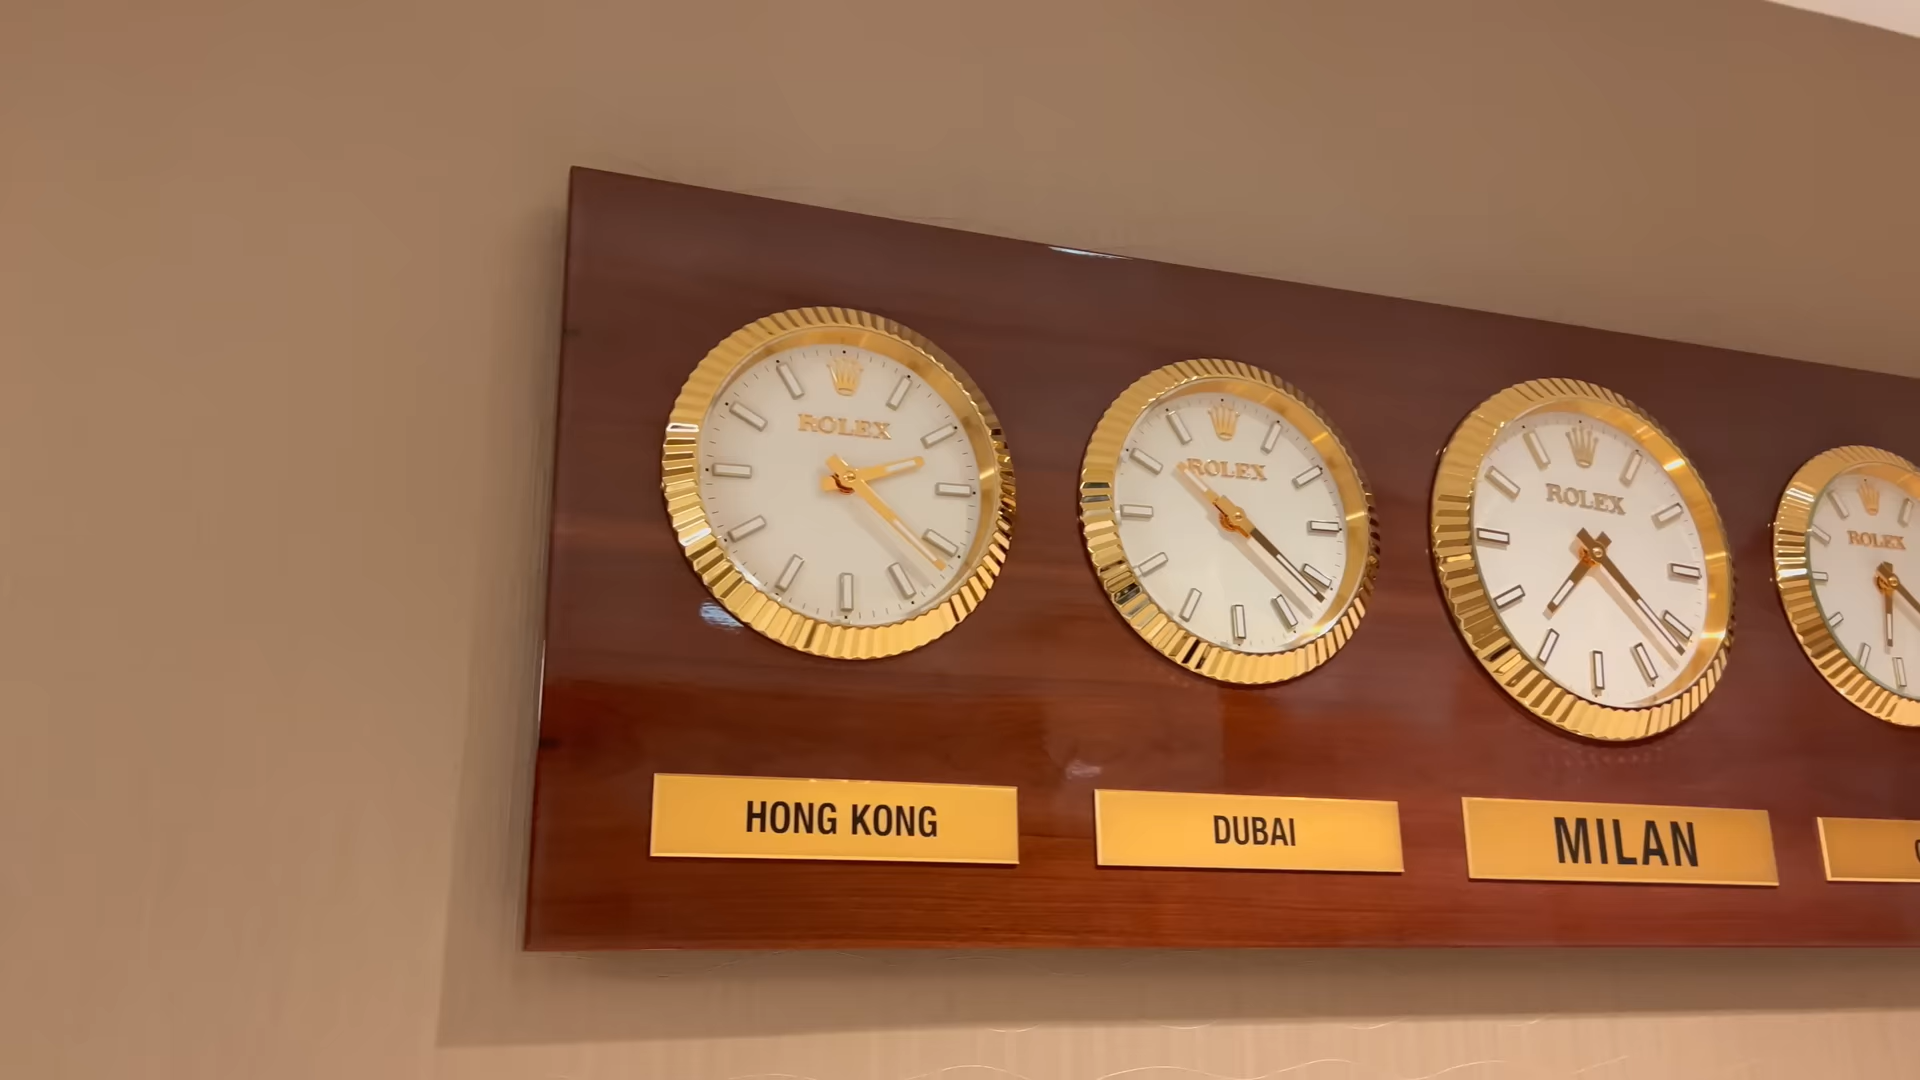 ROLEX
ROLEX
ROLEX
ROLEX
HONG KONG
DUBAI
MILAN